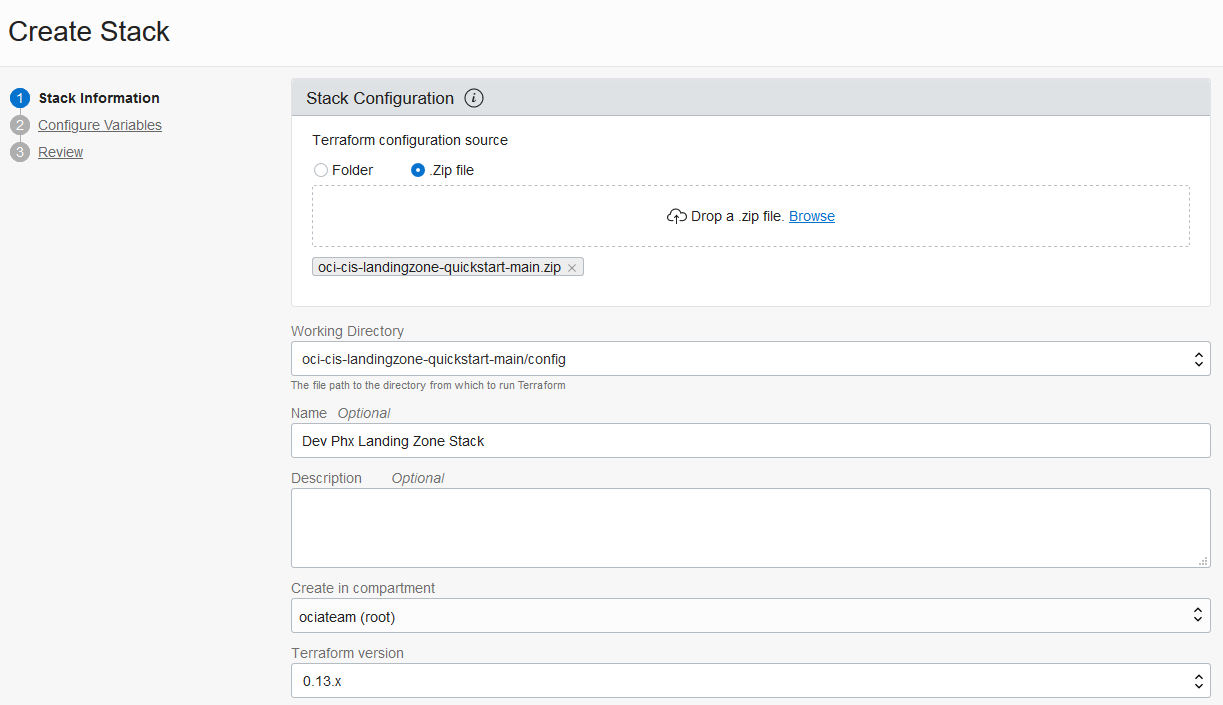 Create Stack
1 Stack Information
2 Configure Variables
3 Review
Stack Configuration i
Terraform configuration source
Folder .Zip file
Drop a .zip file. Browse
oci-cis-landingzone-quickstart-main.zip ×
Working Directory
oci-cis-landingzone-quickstart-main/config
The file path to the directory from which to run Terraform
Name Optional
Dev Phx Landing Zone Stack
Description Optional
Create in compartment
ociateam (root)
Terraform version
0.13.x